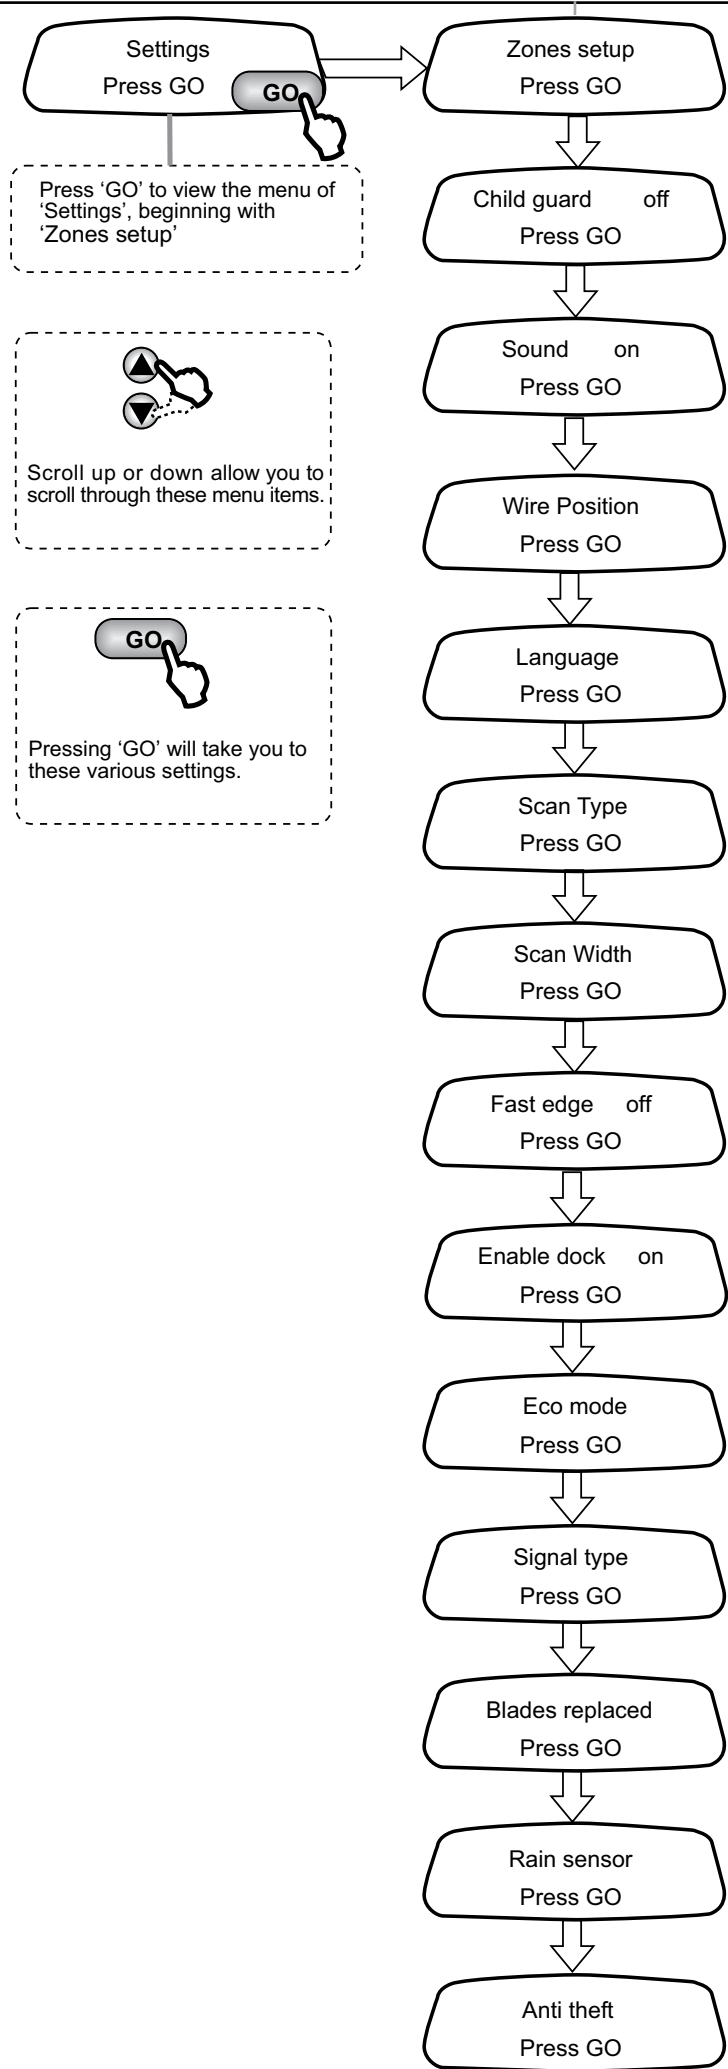 Settings
Press GO
GO
Press ‘GO’ to view the menu of
‘Settings’, beginning with
‘Zones setup’
Scroll up or down allow you to
scroll through these menu items.
GO
Pressing ‘GO’ will take you to
these various settings.
Zones setup
Press GO
Child guard off
Press GO
Sound on
Press GO
Wire Position
Press GO
Language
Press GO
Scan Type
Press GO
Scan Width
Press GO
Fast edge off
Press GO
Enable dock on
Press GO
Eco mode
Press GO
Signal type
Press GO
Blades replaced
Press GO
Rain sensor
Press GO
Anti theft
Press GO